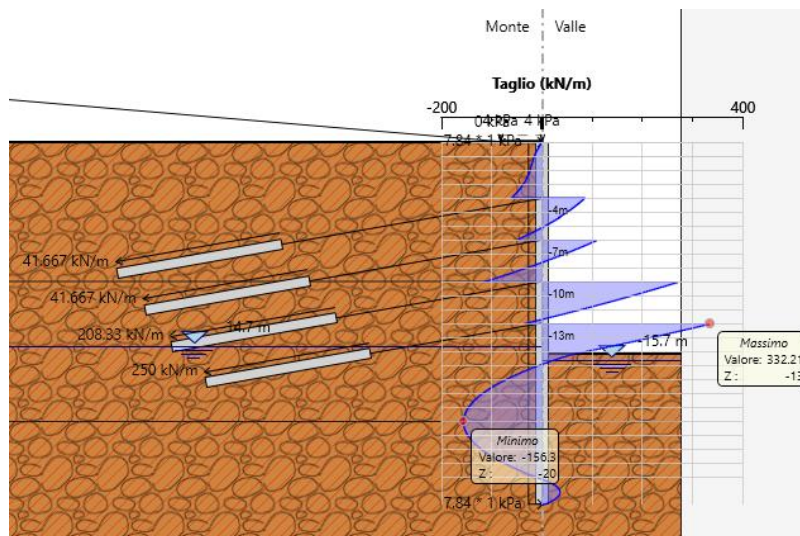 Monte Valle
Taglio (kN/m)
-200 400
4 kPa
7.84 * 1 kPa
-4m
-7m
-10m
-13m
41.667 kN/m
41.667 kN/m
208.33 kN/m
-14.7 m
-15.7 m
250 kN/m
Massimo
Valore: 332.21
Z : -13
Minimo
Valore: -156.3
Z : -20
7.84 * 1 kPa